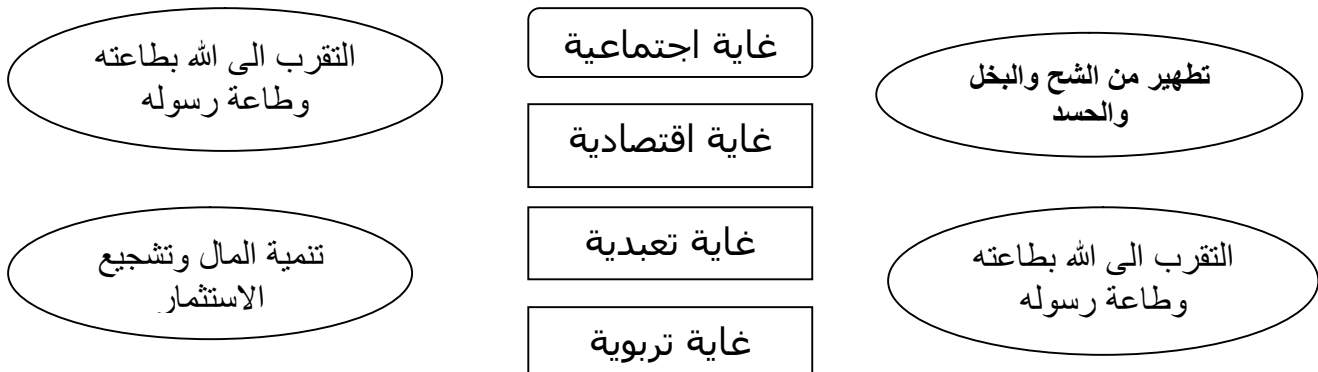 تطهير من الشح والبخل
والحسد
التقرب الى الله بطاعته
وطاعة رسوله
غاية اجتماعية
غاية اقتصادية
غاية تعبدية
غاية تربوية
التقرب الى الله بطاعته
وطاعة رسوله
تنمية المال وتشجيع
الاستثمار